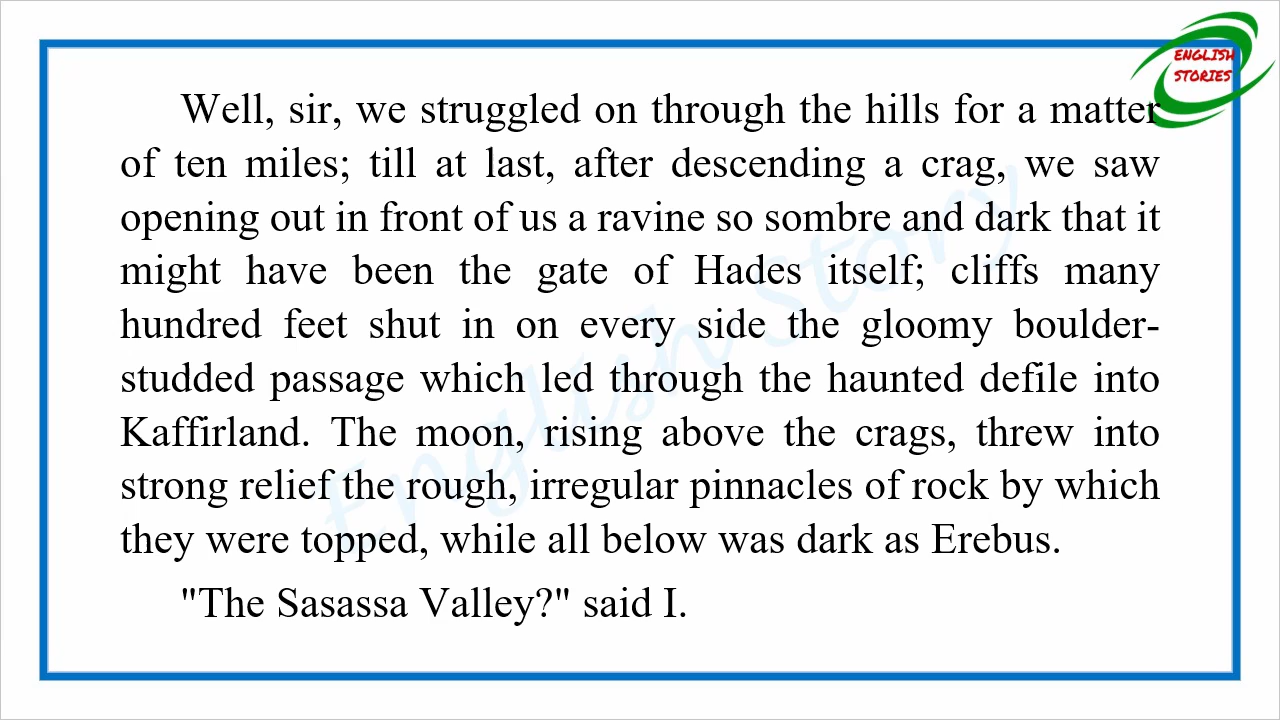 ENGLISH
STORIES
Well, sir, we struggled on through the hills for a matter
of ten miles; till at last, after descending a crag, we saw
opening out in front of us a ravine so sombre and dark that it
might have been the gate of Hades itself; cliffs many
hundred feet shut in on every side the gloomy boulder-
studded passage which led through the haunted defile into
Kaffirland. The moon, rising above the crags, threw into
strong relief the rough, irregular pinnacles of rock by which
they were topped, while all below was dark as Erebus.
"The Sasassa Valley?" said I.
English Story